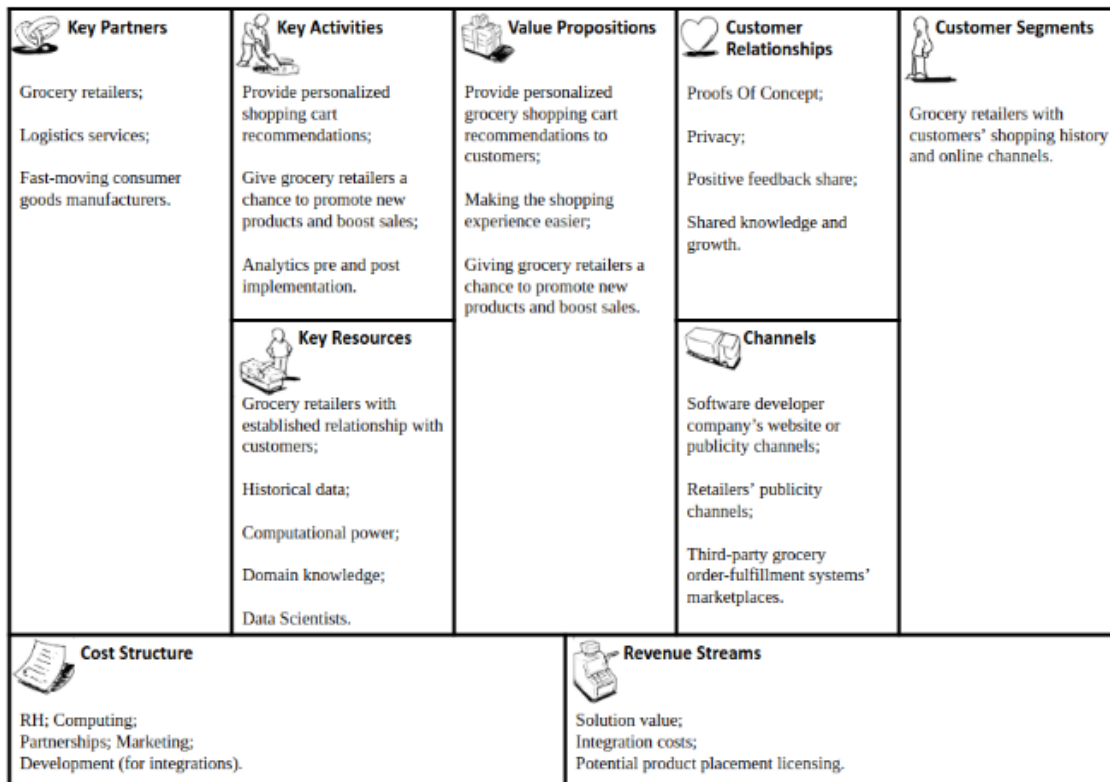 Key Partners
Grocery retailers;
Logistics services;
Fast-moving consumer
goods manufacturers.
Key Activities
Provide personalized
shopping cart
recommendations;
Give grocery retailers a
chance to promote new
products and boost sales;
Analytics pre and post
implementation.
Key Resources
Grocery retailers with
established relationship with
customers;
Historical data;
Computational power;
Domain knowledge;
Data Scientists.
Value Propositions
Provide personalized
grocery shopping cart
recommendations to
customers;
Making the shopping
experience easier;
Giving grocery retailers a
chance to promote new
products and boost sales.
Customer
Relationships
Proofs Of Concept;
Privacy;
Positive feedback share;
Shared knowledge and
growth.
Channels
Software developer
company's website or
publicity channels;
Retailers' publicity
channels;
Third-party grocery
order-fulfillment systems'
marketplaces.
Customer Segments
Grocery retailers with
customers' shopping history
and online channels.
Cost Structure
RH; Computing;
Partnerships; Marketing;
Development (for integrations).
Revenue Streams
Solution value;
Integration costs;
Potential product placement licensing.